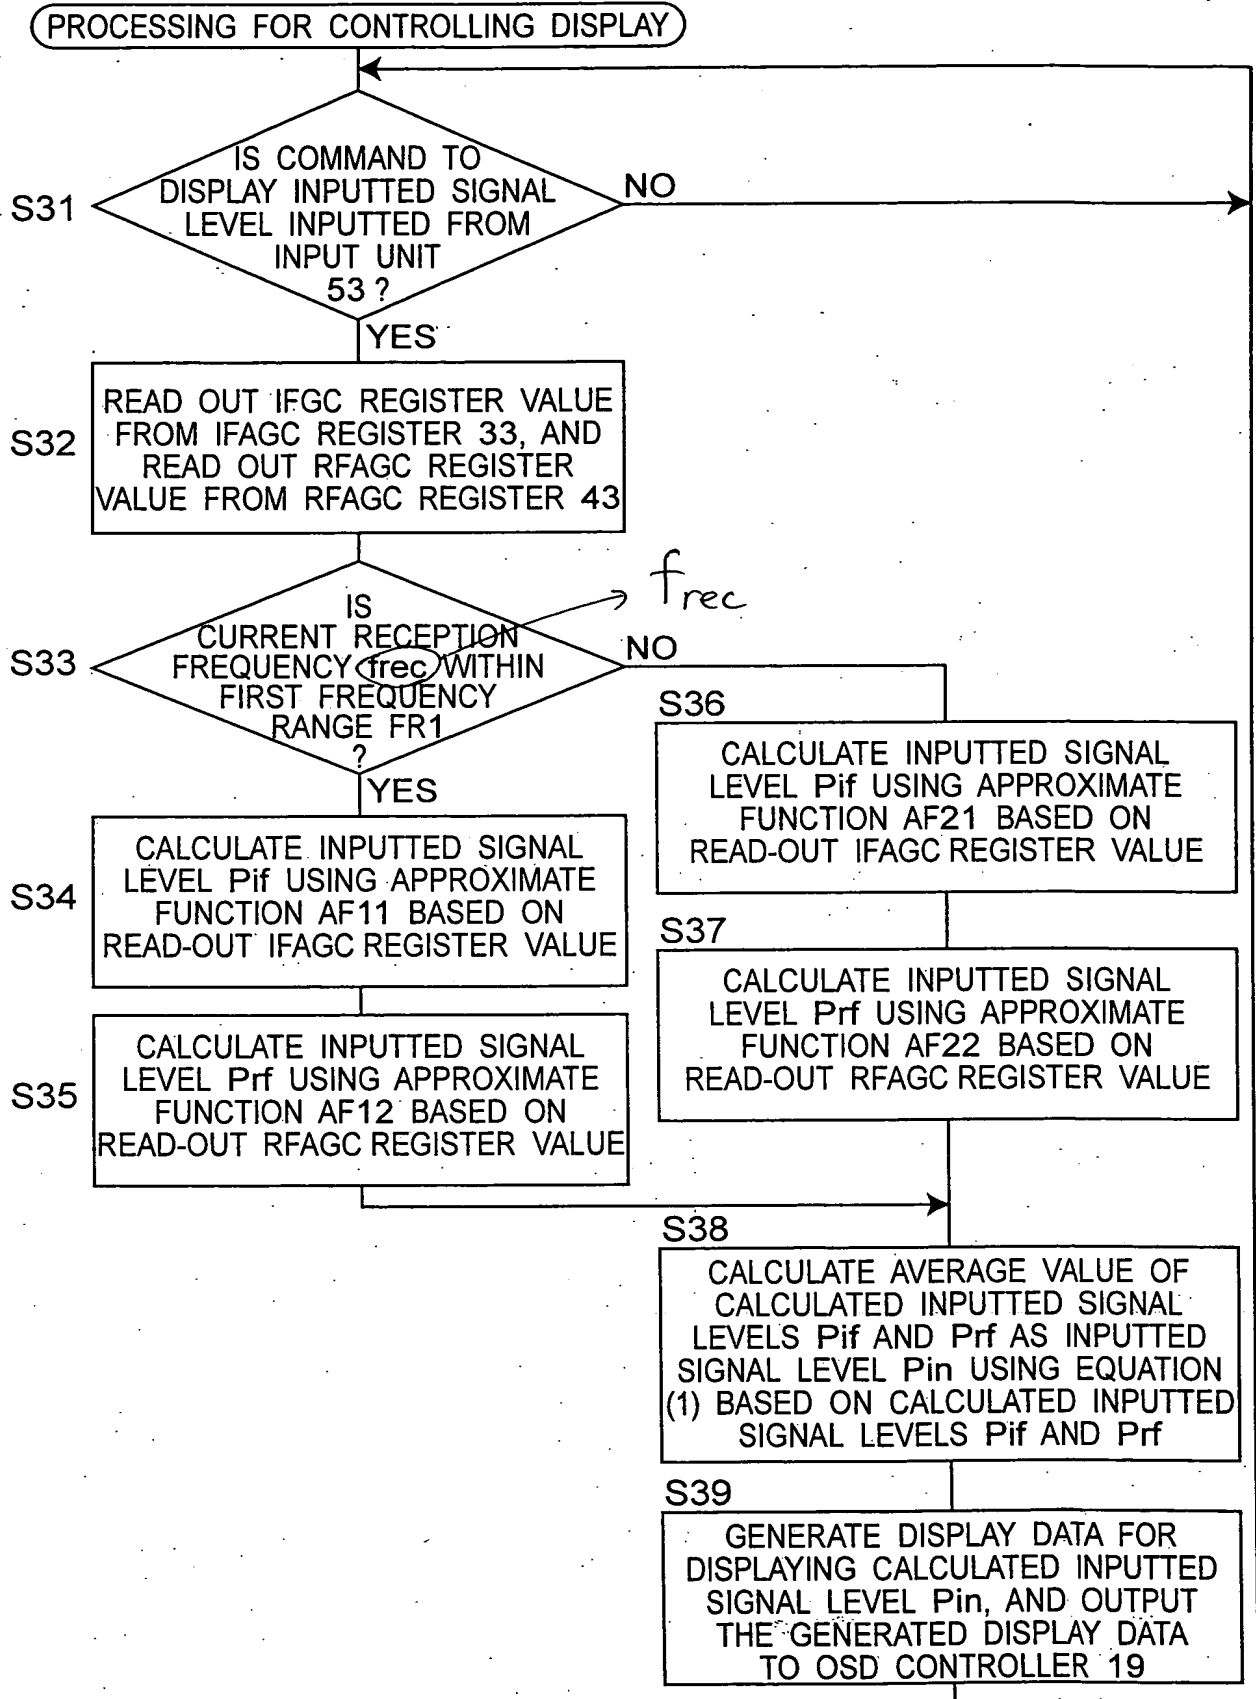 PROCESSING FOR CONTROLLING DISPLAY
S31
IS COMMAND TO
DISPLAY INPUTTED SIGNAL
LEVEL INPUTTED FROM
INPUT UNIT
53 ?
NO
YES
S32
READ OUT IFGC REGISTER VALUE
FROM IFAGC REGISTER 33, AND
READ OUT RFAGC REGISTER
VALUE FROM RFAGC REGISTER 43
S33
IS
CURRENT RECEPTION
FREQUENCY frec WITHIN
FIRST FREQUENCY
RANGE FR1
?
frec
NO
YES
S34
CALCULATE INPUTTED SIGNAL
LEVEL Pif USING APPROXIMATE
FUNCTION AF11 BASED ON
READ-OUT IFAGC REGISTER VALUE
S35
CALCULATE INPUTTED SIGNAL
LEVEL Prf USING APPROXIMATE
FUNCTION AF12 BASED ON
READ-OUT RFAGC REGISTER VALUE
S36
CALCULATE INPUTTED SIGNAL
LEVEL Pif USING APPROXIMATE
FUNCTION AF21 BASED ON
READ-OUT IFAGC REGISTER VALUE
S37
CALCULATE INPUTTED SIGNAL
LEVEL Prf USING APPROXIMATE
FUNCTION AF22 BASED ON
READ-OUT RFAGC REGISTER VALUE
S38
CALCULATE AVERAGE VALUE OF
CALCULATED INPUTTED SIGNAL
LEVELS Pif AND Prf AS INPUTTED
SIGNAL LEVEL Pin USING EQUATION
(1) BASED ON CALCULATED INPUTTED
SIGNAL LEVELS Pif AND Prf
S39
GENERATE DISPLAY DATA FOR
DISPLAYING CALCULATED INPUTTED
SIGNAL LEVEL Pin, AND OUTPUT
THE GENERATED DISPLAY DATA
TO OSD CONTROLLER 19